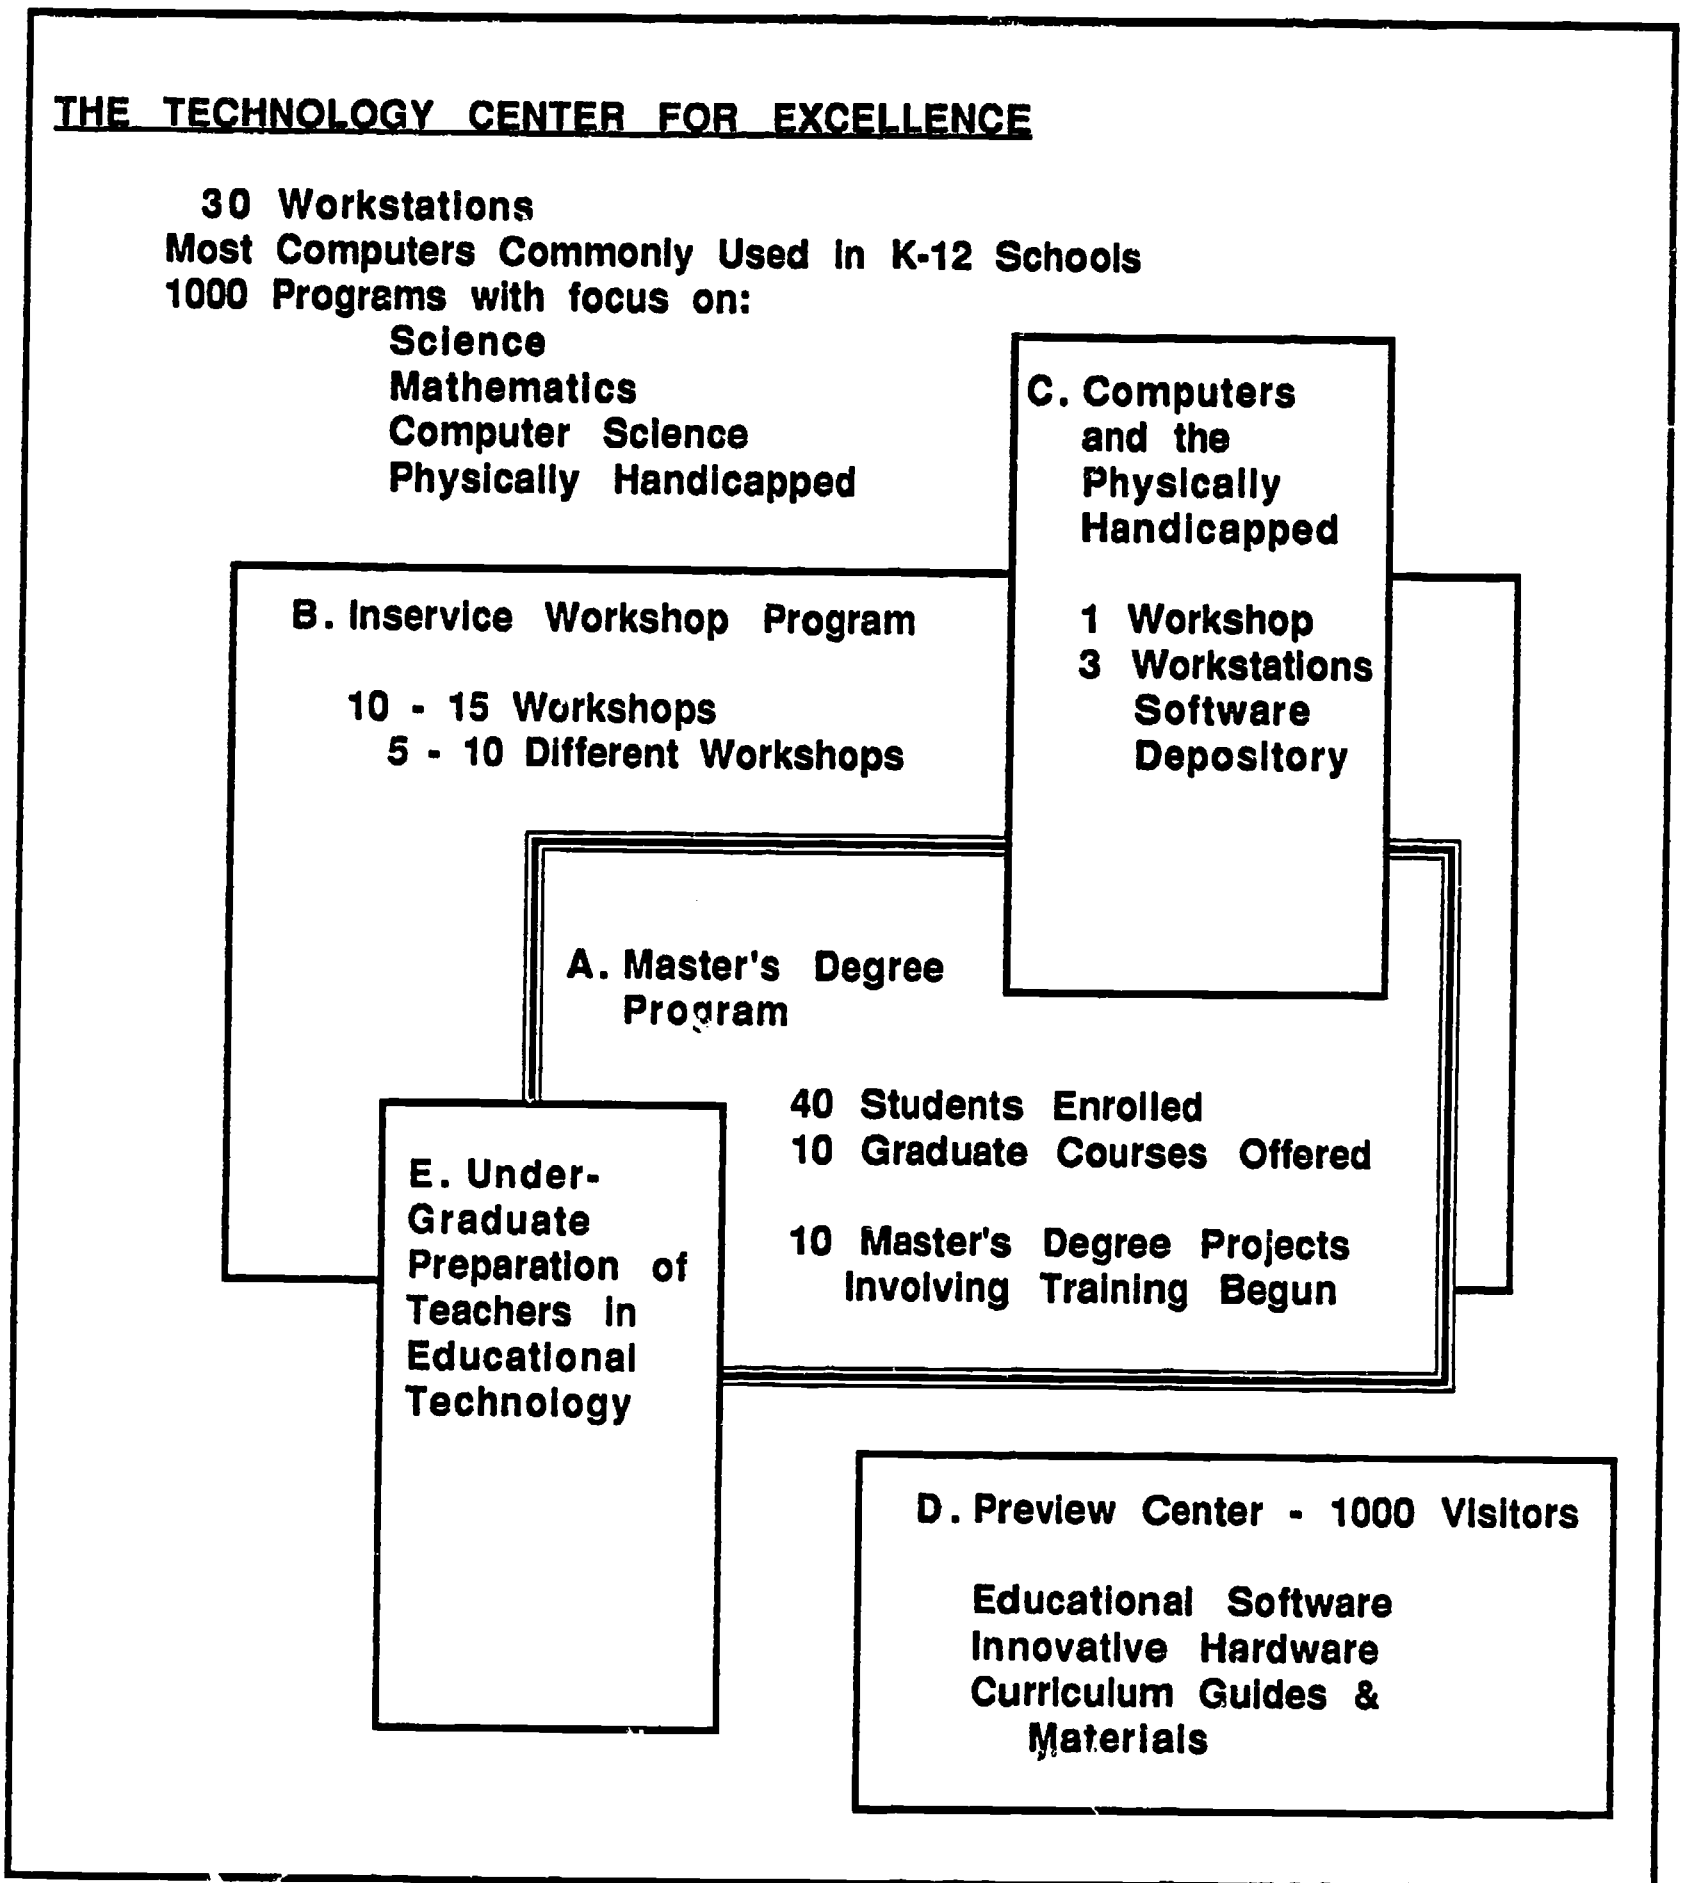 THE TECHNOLOGY CENTER FOR EXCELLENCE
30 Workstations
Most Computers Commonly Used in K-12 Schools
1000 Programs with focus on:
Science
Mathematics
Computer Science
Physically Handicapped
C. Computers
and the
Physically
Handicapped
1 Workshop
3 Workstations
Software
Depository
B. Inservice Workshop Program
10 - 15 Workshops
5 - 10 Different Workshops
A. Master's Degree
Program
40 Students Enrolled
10 Graduate Courses Offered
10 Master's Degree Projects
Involving Training Begun
E. Under-
Graduate
Preparation of
Teachers in
Educational
Technology
D. Preview Center - 1000 Visitors
Educational Software
Innovative Hardware
Curriculum Guides &
Materials